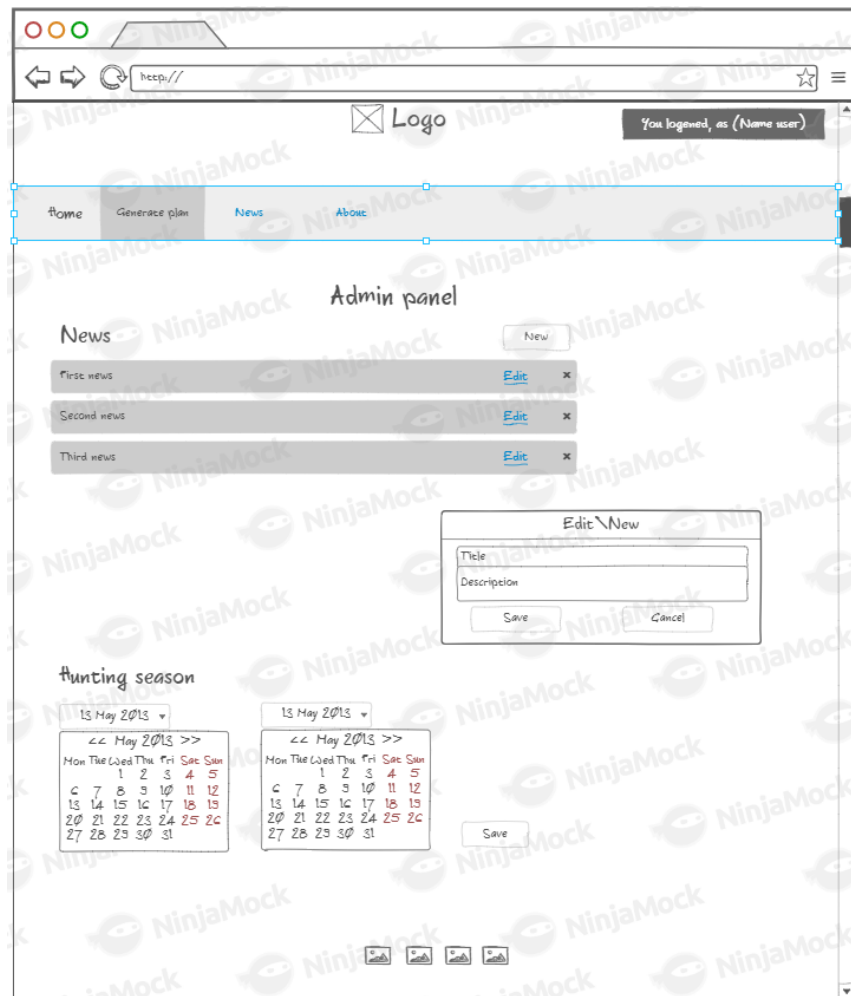 http://
Logo
You logened, as (Name user)
Home Generate plan News About
Admin panel
News New
First news Edit x
Second news Edit x
Third news Edit x
Edit\New
Title
Description
Save Cancel
Hunting season
13 May 2013 13 May 2013
<< May 2013 >> << May 2013 >>
Mon Tue Wed Thu Fri Sat Sun Mon Tue Wed Thu Fri Sat Sun
1 2 3 4 5 1 2 3 4 5
6 7 8 9 10 11 12 6 7 8 9 10 11 12
13 14 15 16 17 18 19 13 14 15 16 17 18 19
20 21 22 23 24 25 26 20 21 22 23 24 25 26
27 28 29 30 31 27 28 29 30 31
Save
NinjaMock